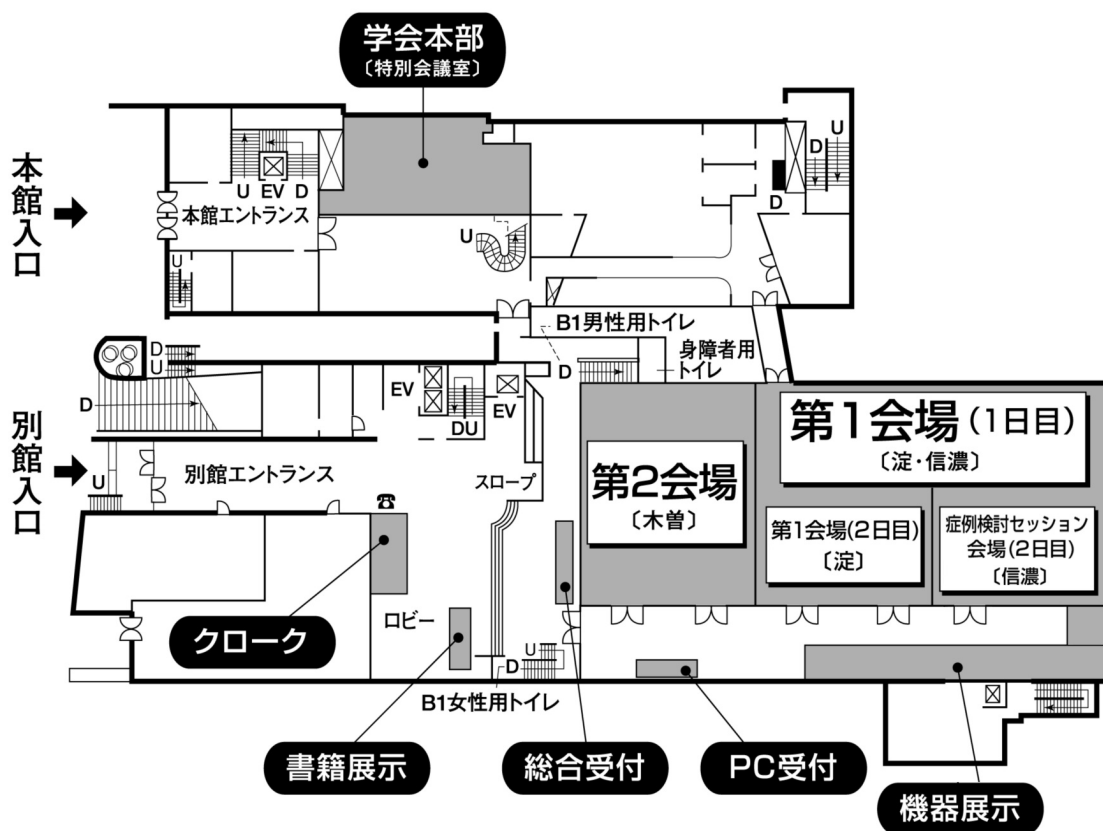 学会本部
〔特別会議室〕
本館入口
U EV D
本館エントランス
U
U
D
U
D
B1男性用トイレ
身障者用
トイレ
D
D
U
D
EV
DU
EV
別館入口
U
別館エントランス
スロープ
第1会場(1日目)
〔淀・信濃〕
第2会場
〔木曽〕
第1会場(2日目)
〔淀〕
症例検討セッション
会場(2日目)
〔信濃〕
クローク
ロビー
U
D
B1女性用トイレ
書籍展示
総合受付
PC受付
機器展示